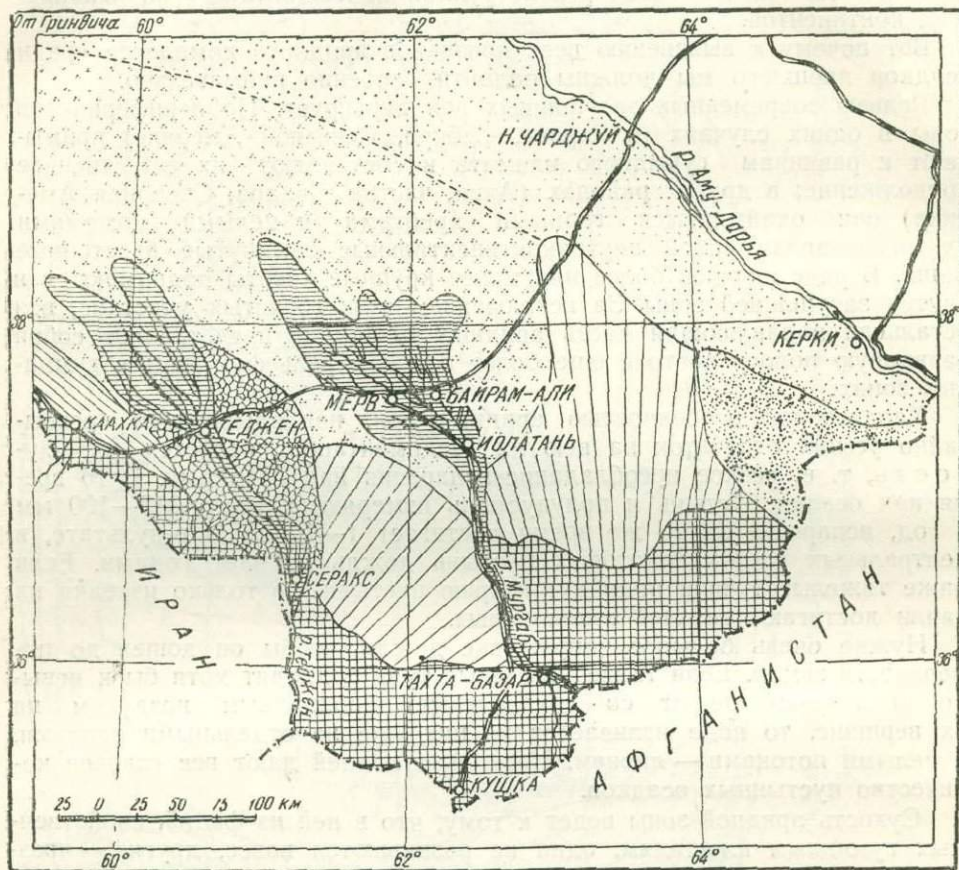 От Гринвича 60° 62° 64°
Н. ЧАРДЖУЙ
Аму Дарья
38° 38°
КЕРКИ
МЕРВ БАЙРАМ-АЛИ
КААХКА ТЕДЖЕН
ИОЛАТАНЬ
СЕРАКС
ИРАН
р. Теджен
р. Мургаб
36° 36°
ТАХТА-БАЗАР
АФГАНИСТАН
КУШКА
25 0 25 50 75 100 км
60° 62° 64°